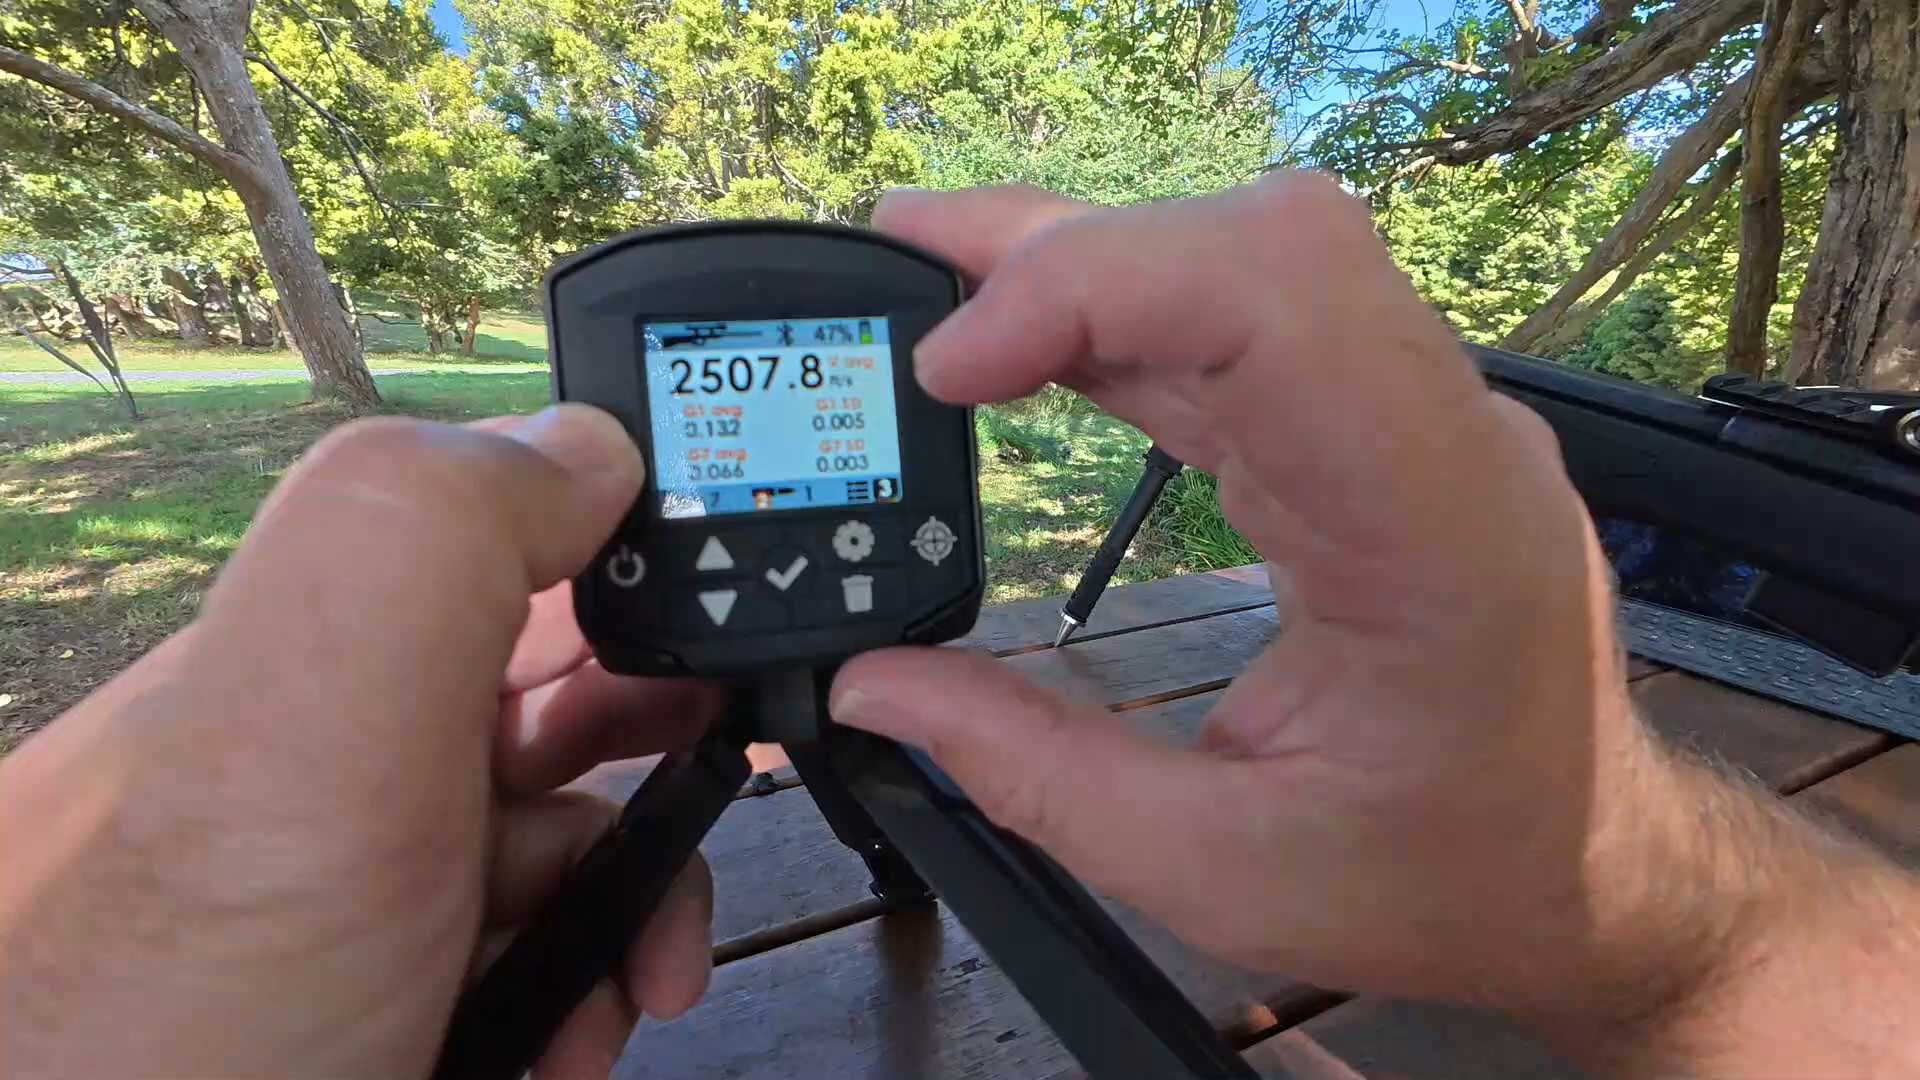 47%
2507.8 V avg
ft/s
G1 avg G1 SD
0.132 0.005
G7 avg G7 SD
0.066 0.003
7 1 3